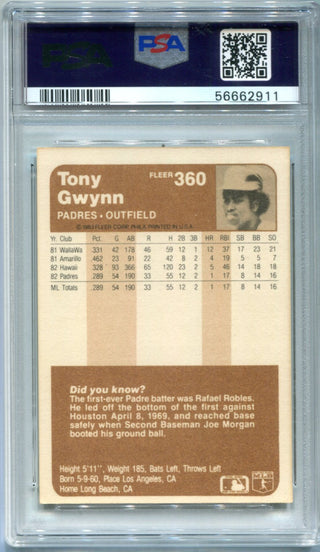 PSA
PSA
56662911
Tony
Gwynn
FLEER 360
PADRES • OUTFIELD
© 1983 FLEER CORP. PHILA. PRINTED IN U.S.A.
Yr. Club Pct. G AB R H 2B 3B HR RBI SB BB SO
81 WallaWa .331 42 178 46 59 12 1 12 37 17 23 21
81 Amarillo .462 23 91 22 42 8 2 4 19 5 5 7
82 Hawaii .328 93 366 65 120 23 2 5 46 14 18 18
82 Padres .289 54 190 33 55 12 2 1 17 8 14 16
ML Totals .289 54 190 33 55 12 2 1 17 8 14 16
Did you know?
The first-ever Padre batter was Rafael Robles.
He led off the bottom of the first against
Houston April 8, 1969, and reached base
safely when Second Baseman Joe Morgan
booted his ground ball.
Height 5'11", Weight 185, Bats Left, Throws Left
Born 5-9-60, Place Los Angeles, CA
Home Long Beach, CA